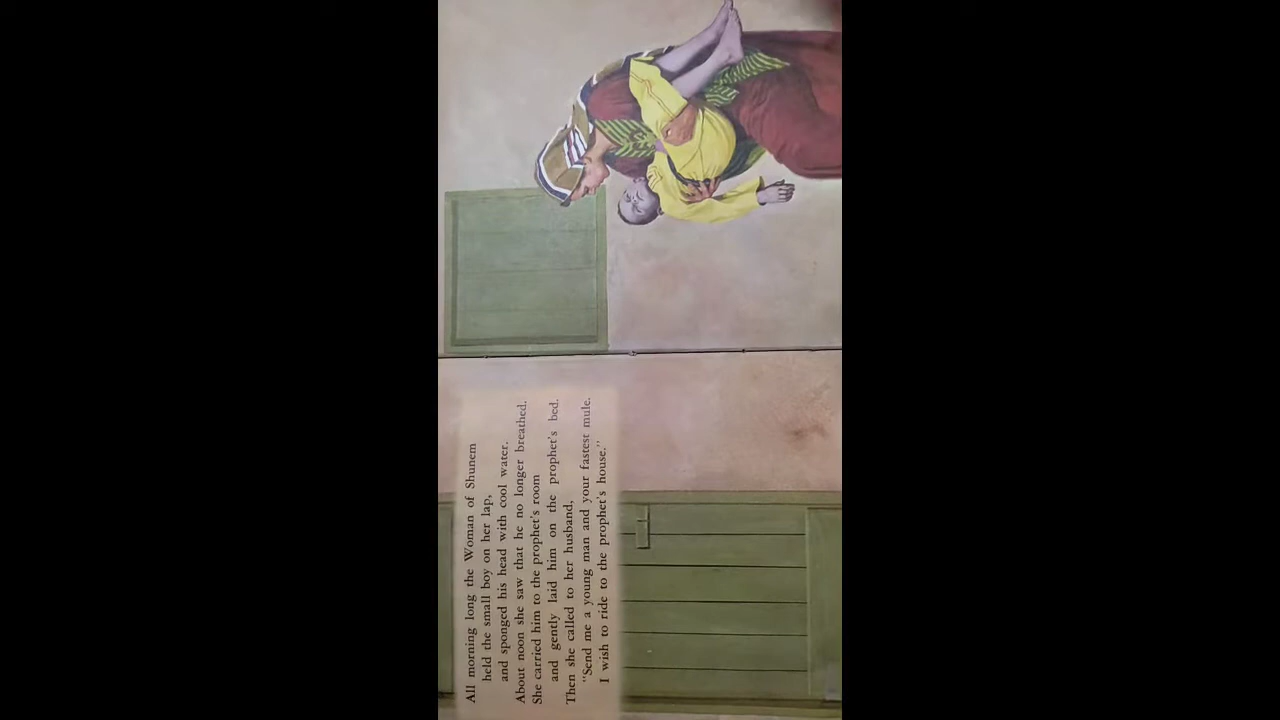 All morning long the Woman of Shunem
held the small boy on her lap,
and sponged his head with cool water.
About noon she saw that he no longer breathed.
She carried him to the prophet's room
and gently laid him on the prophet's bed.
Then she called to her husband,
"Send me a young man and your fastest mule.
I wish to ride to the prophet's house."